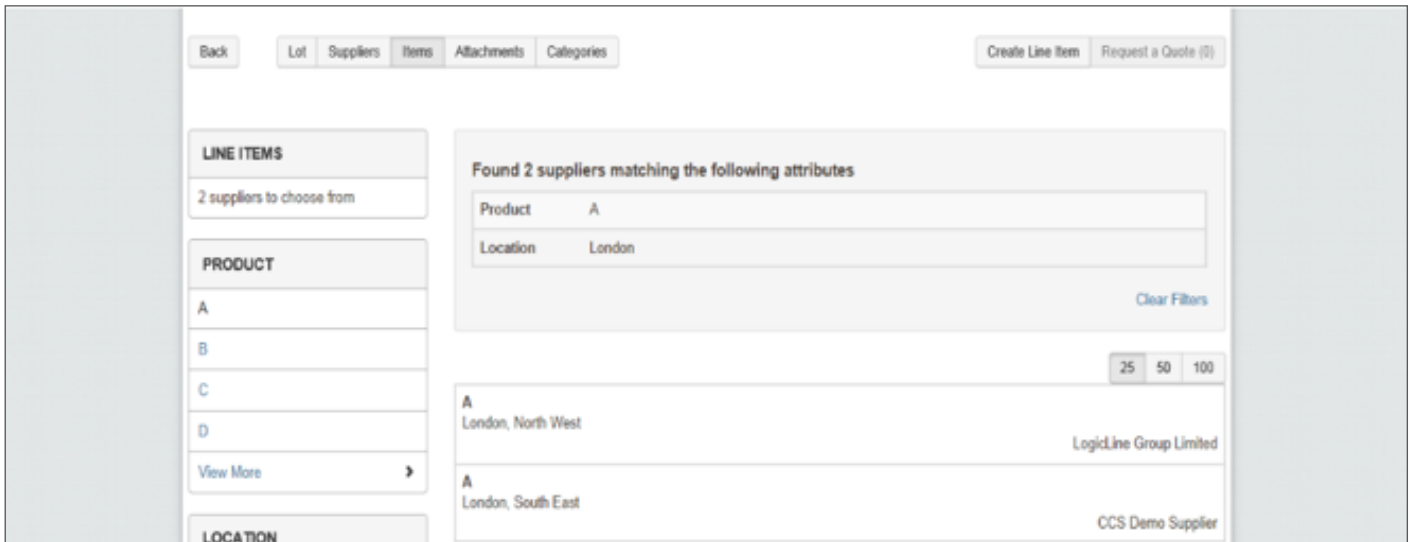 Back Lot Suppliers Items Attachments Categories Create Line Item Request a Quote (0)
LINE ITEMS
2 suppliers to choose from
PRODUCT
A
B
C
D
View More
LOCATION
Found 2 suppliers matching the following attributes
Product A
Location London
Clear Filters
25 50 100
A
London, North West
LogicLine Group Limited
A
London, South East
CCS Demo Supplier